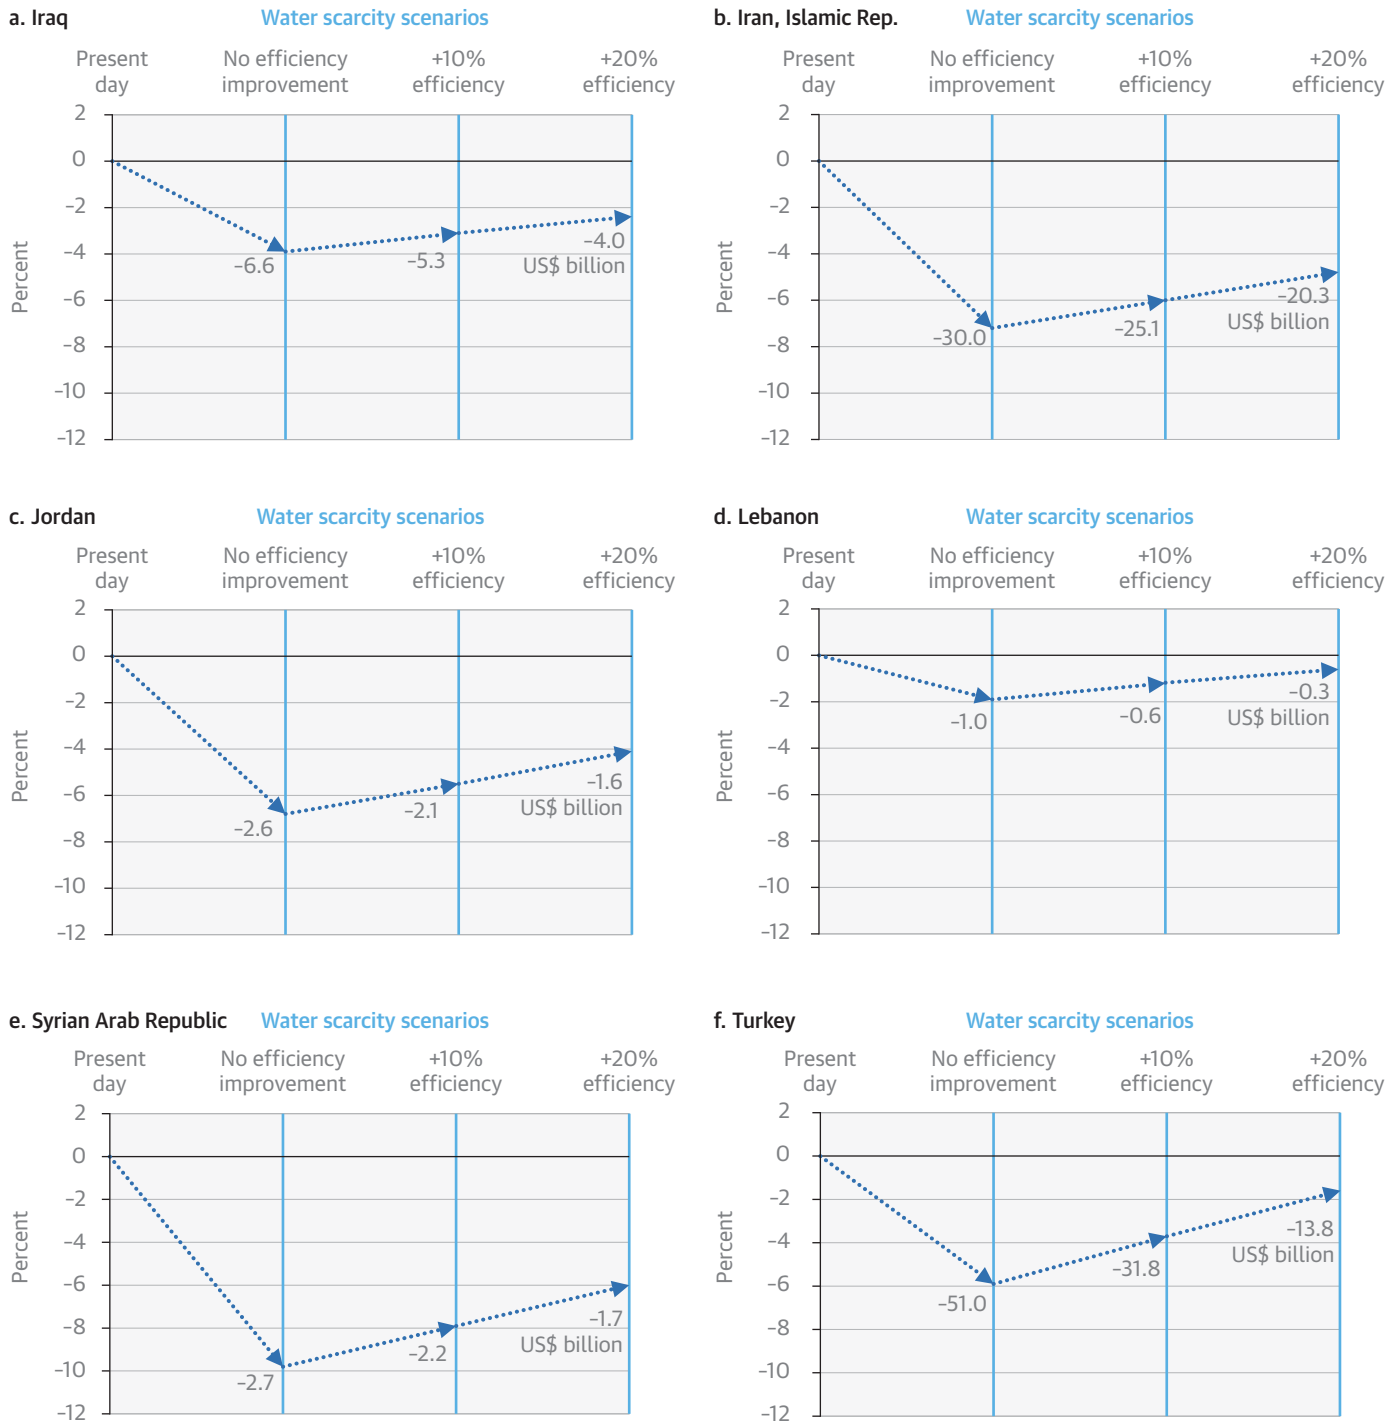 a. Iraq
Water scarcity scenarios
Present
day
No efficiency
improvement
+10%
efficiency
+20%
efficiency
2
0
–2
–4
–6
–8
–10
–12
Percent
–6.6
–5.3
–4.0
US$ billion
b. Iran, Islamic Rep.
Water scarcity scenarios
Present
day
No efficiency
improvement
+10%
efficiency
+20%
efficiency
2
0
–2
–4
–6
–8
–10
–12
Percent
–30.0
–25.1
–20.3
US$ billion
c. Jordan
Water scarcity scenarios
Present
day
No efficiency
improvement
+10%
efficiency
+20%
efficiency
2
0
–2
–4
–6
–8
–10
–12
Percent
–2.6
–2.1
–1.6
US$ billion
d. Lebanon
Water scarcity scenarios
Present
day
No efficiency
improvement
+10%
efficiency
+20%
efficiency
2
0
–2
–4
–6
–8
–10
–12
Percent
–1.0
–0.6
–0.3
US$ billion
e. Syrian Arab Republic
Water scarcity scenarios
Present
day
No efficiency
improvement
+10%
efficiency
+20%
efficiency
2
0
–2
–4
–6
–8
–10
–12
Percent
–2.7
–2.2
–1.7
US$ billion
f. Turkey
Water scarcity scenarios
Present
day
No efficiency
improvement
+10%
efficiency
+20%
efficiency
2
0
–2
–4
–6
–8
–10
–12
Percent
–51.0
–31.8
–13.8
US$ billion